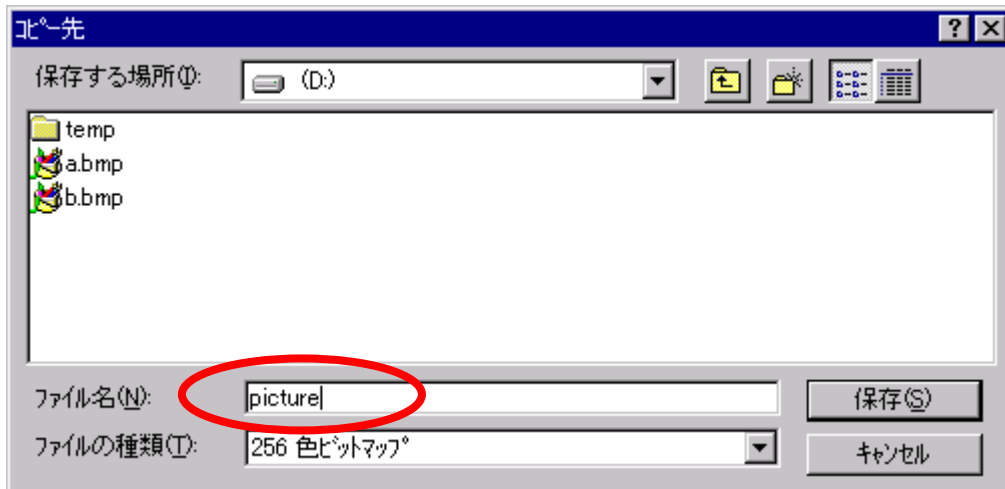 ｺﾋﾟｰ先
保存する場所(I):
(D:)
temp
a.bmp
b.bmp
ﾌｧｲﾙ名(N):
picture
保存(S)
ﾌｧｲﾙの種類(T):
256 色ﾋﾞｯﾄﾏｯﾌﾟ
ｷｬﾝｾﾙ